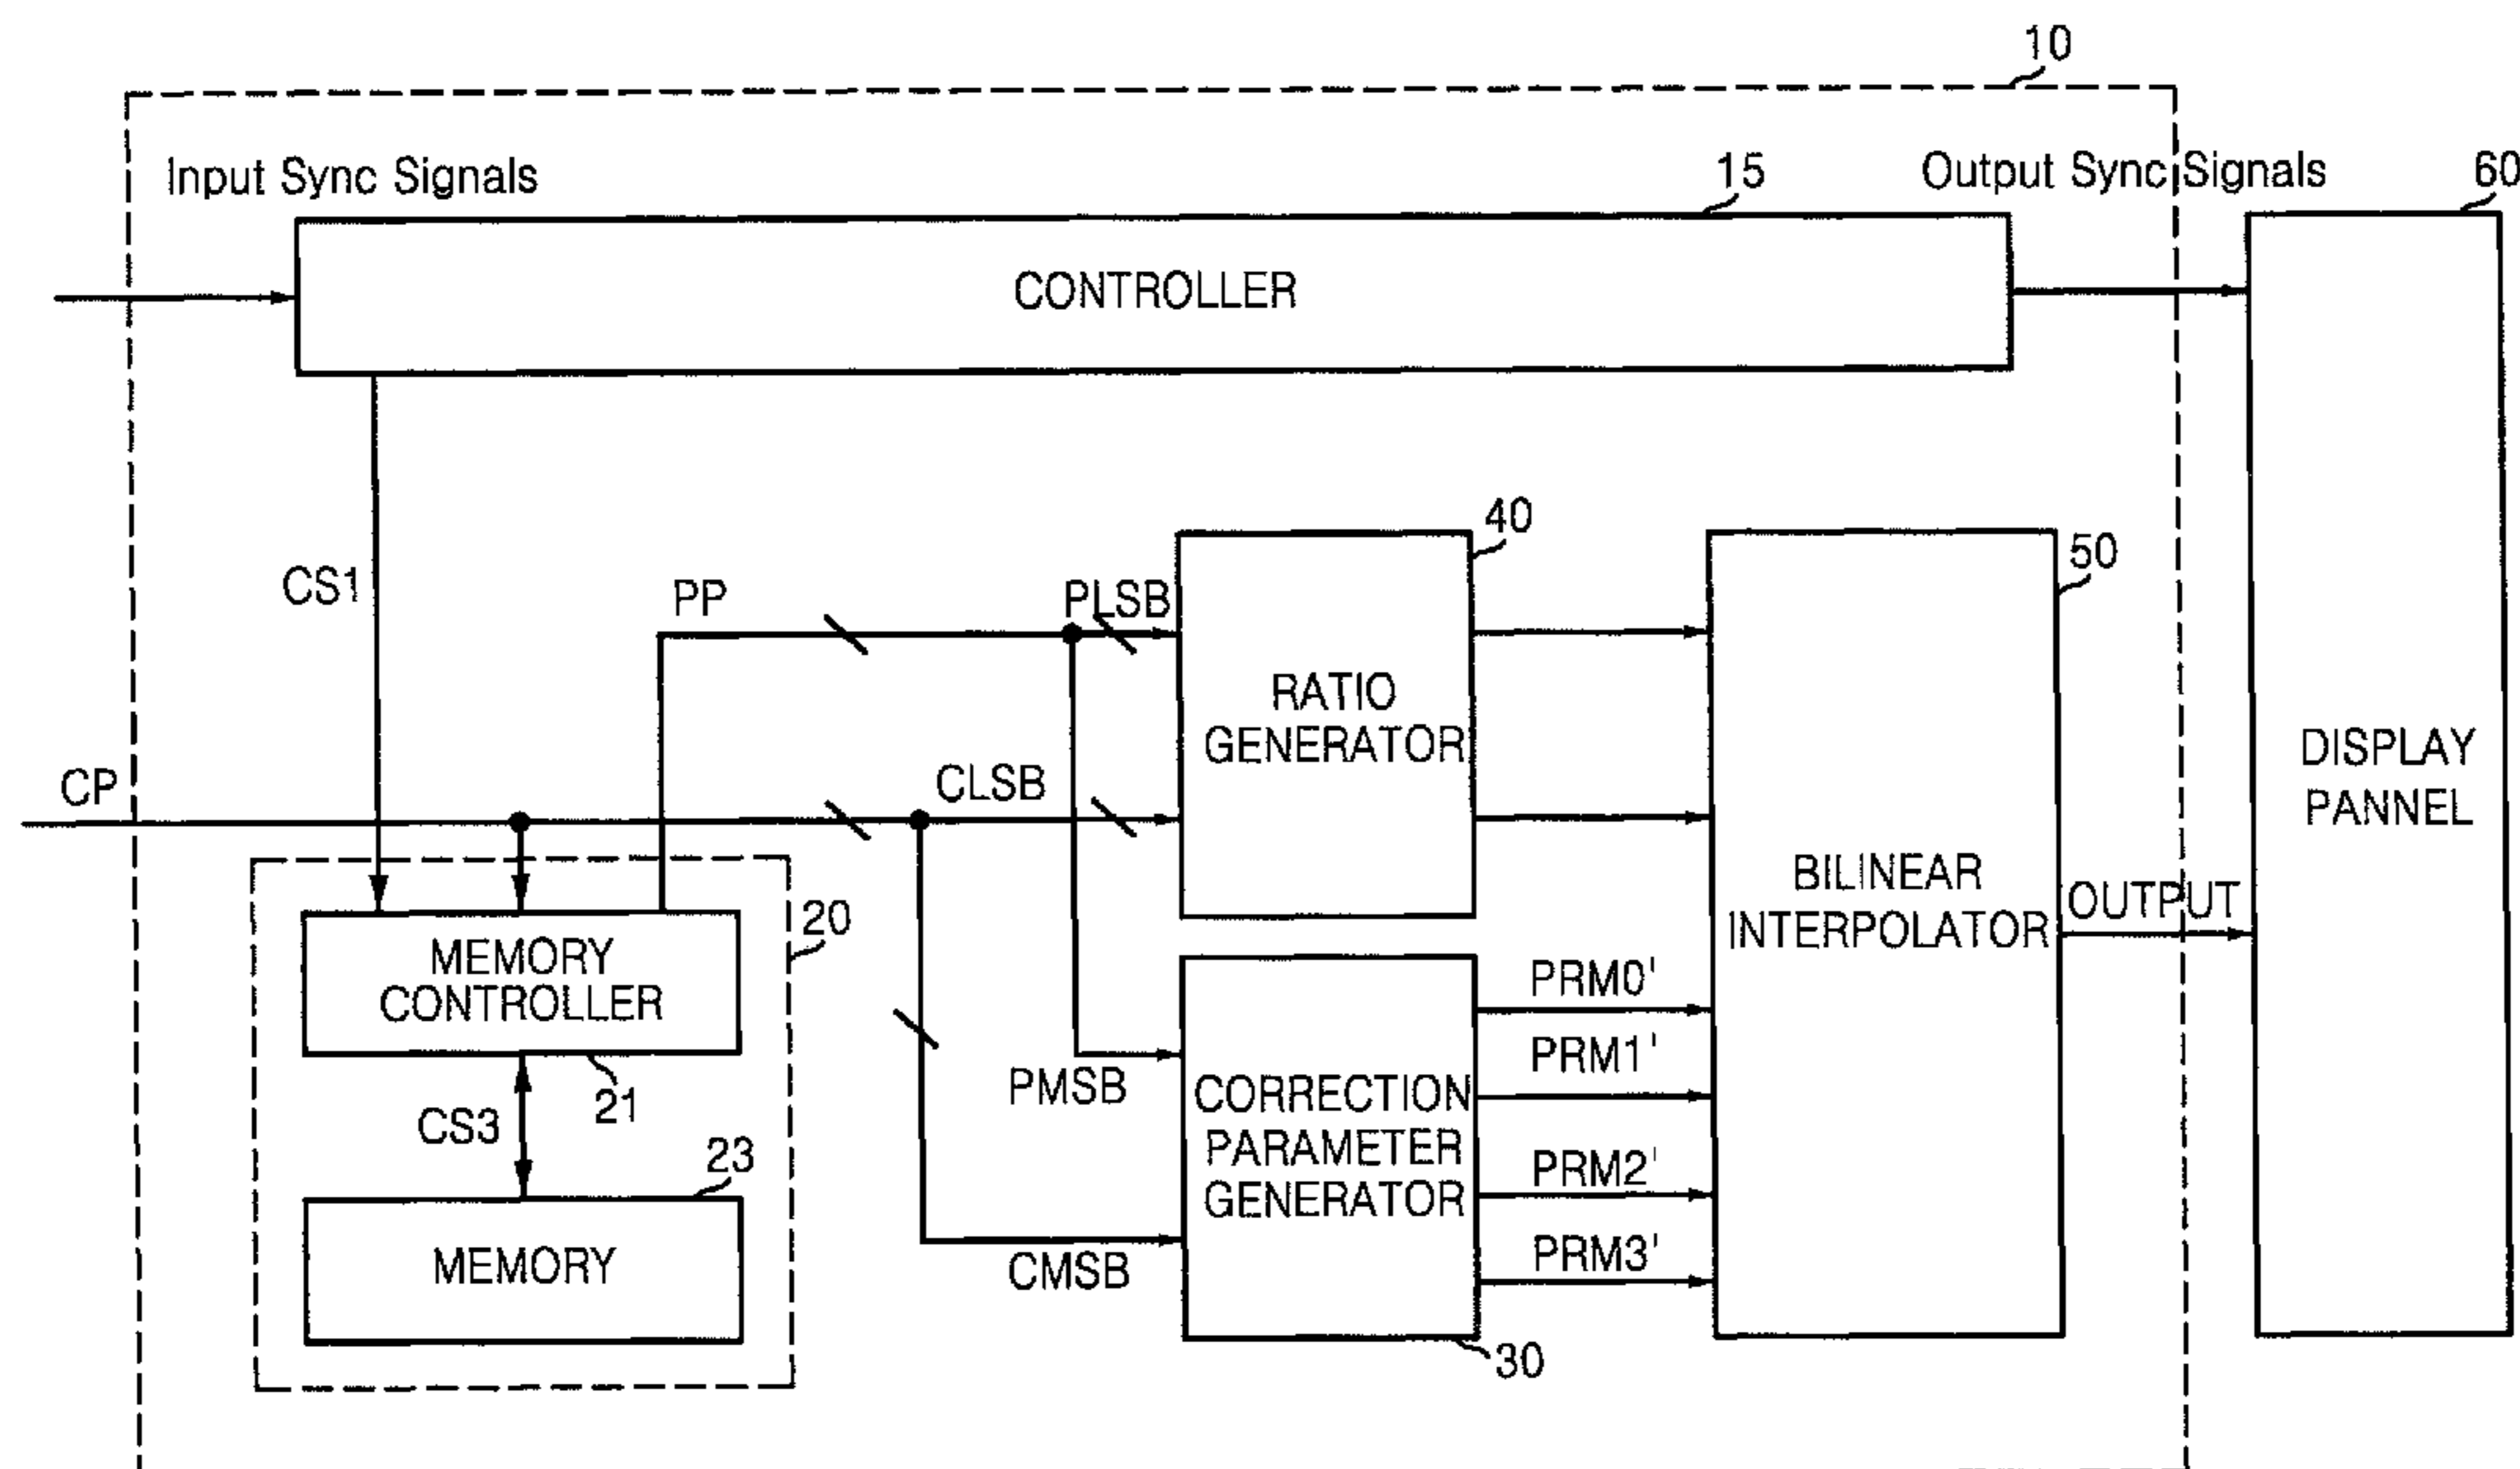 10
Input Sync Signals
15
Output Sync Signals
60
CONTROLLER
CS1
PP
PLSB
40
50
RATIO
GENERATOR
CP
CLSB
DISPLAY
PANNEL
BILINEAR
INTERPOLATOR
OUTPUT
20
MEMORY
CONTROLLER
21
CS3
23
MEMORY
PMSB
CMSB
CORRECTION
PARAMETER
GENERATOR
30
PRM0'
PRM1'
PRM2'
PRM3'